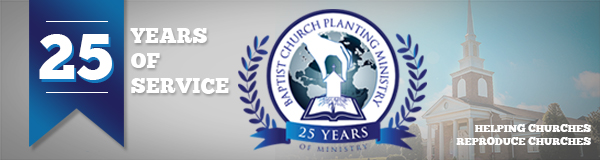 25
YEARS
OF
SERVICE
BAPTIST CHURCH PLANTING MINISTRY
25 YEARS
OF MINISTRY
HELPING CHURCHES
REPRODUCE CHURCHES